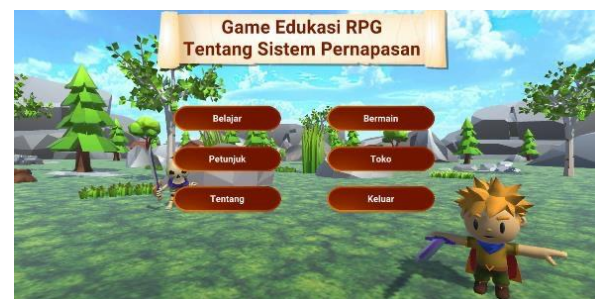 Game Edukasi RPG
Tentang Sistem Pernapasan
Belajar
Bermain
Petunjuk
Toko
Tentang
Keluar